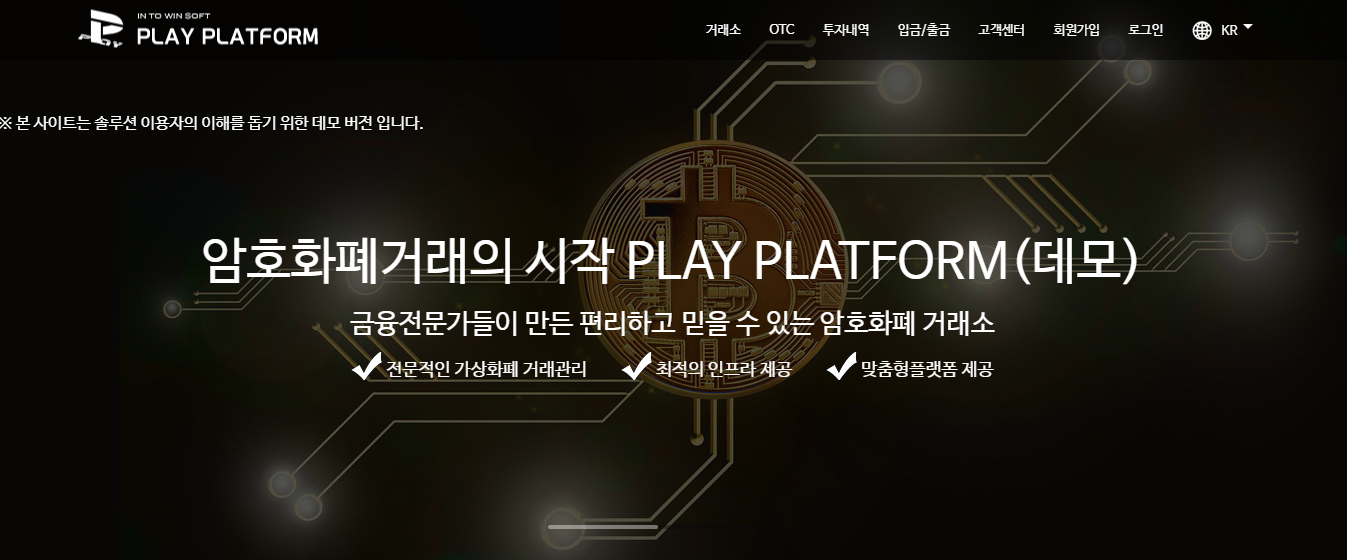 IN TO WIN SOFT
PLAY PLATFORM
거래소 OTC 투자내역 입금/출금 고객센터 회원가입 로그인 KR
※ 본 사이트는 솔루션 이용자의 이해를 돕기 위한 데모 버젼 입니다.
암호화폐거래의 시작 PLAY PLATFORM(데모)
금융전문가들이 만든 편리하고 믿을 수 있는 암호화폐 거래소
전문적인 가상화폐 거래관리 최적의 인프라 제공 맞춤형플랫폼 제공